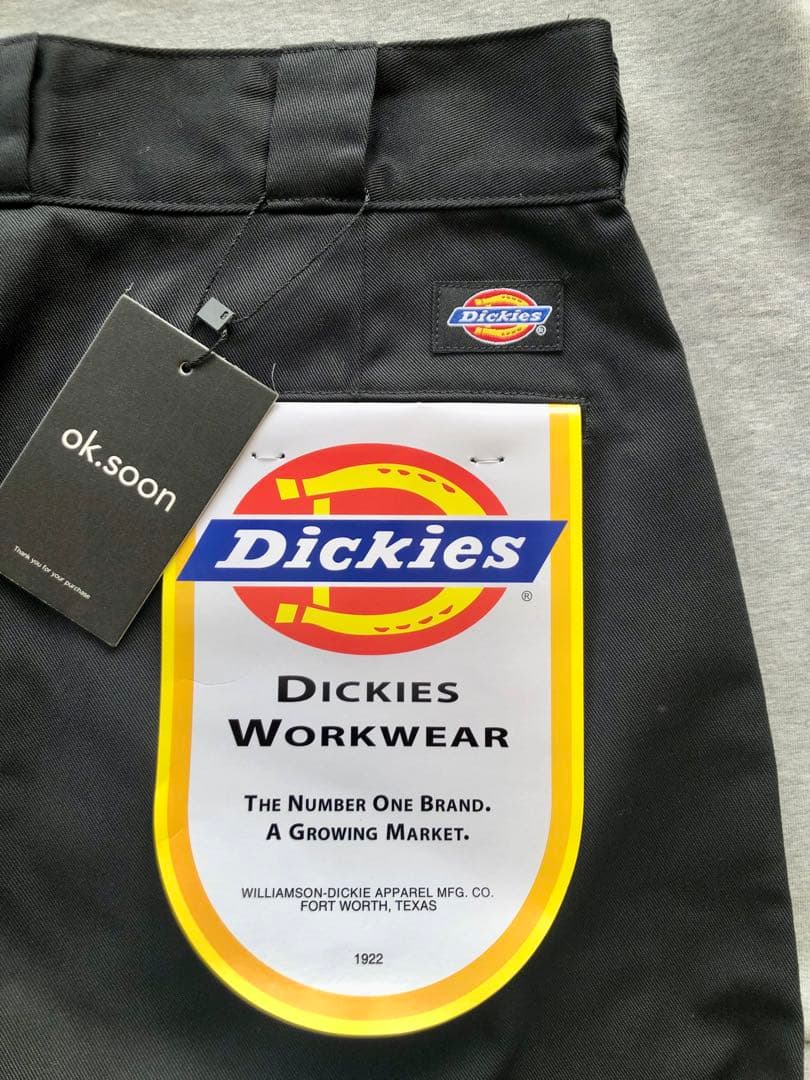 Dickies
®
ok.soon
Thank you for your purchase
Dickies
®
DICKIES
WORKWEAR
THE NUMBER ONE BRAND.
A GROWING MARKET.
WILLIAMSON-DICKIE APPAREL MFG. CO.
FORT WORTH, TEXAS
1922